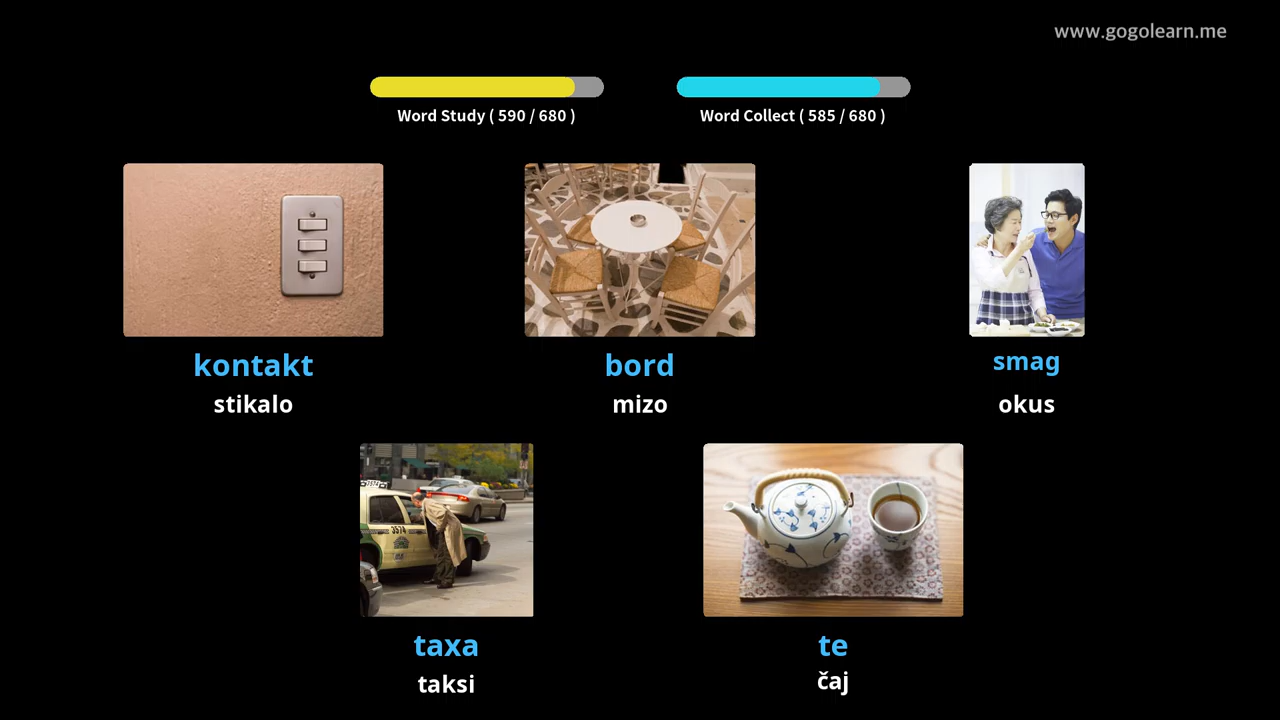 www.gogolearn.me
Word Study ( 590 / 680 )
Word Collect ( 585 / 680 )
kontakt
stikalo
bord
mizo
smag
okus
3574
taxa
taksi
te
čaj